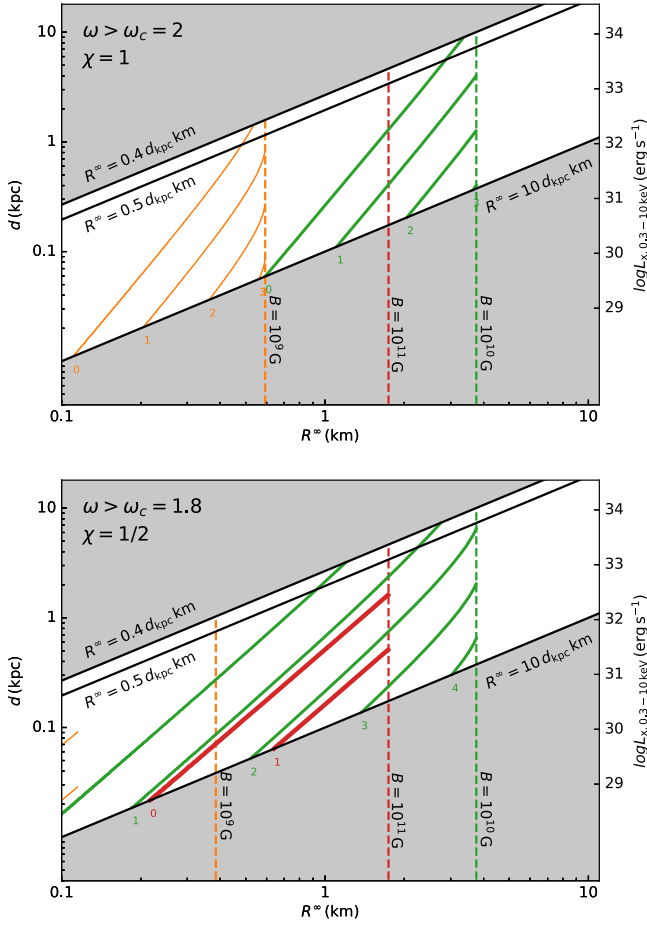 ω > ω_c = 2
χ = 1
R^∞ = 0.4 d_kpc km
R^∞ = 0.5 d_kpc km
R^∞ = 10 d_kpc km
10
1
0.1
d (kpc)
34
33
32
31
30
29
logL_x, 0.3−10 kev (erg s^−1)
0
1
2
3
0
1
2
3
B = 10^9 G
B = 10^11 G
B = 10^10 G
0.1
1
10
R^∞ (km)
ω > ω_c = 1.8
χ = 1/2
R^∞ = 0.4 d_kpc km
R^∞ = 0.5 d_kpc km
R^∞ = 10 d_kpc km
10
1
0.1
d (kpc)
34
33
32
31
30
29
logL_x, 0.3−10 kev (erg s^−1)
1
0
2
1
3
4
B = 10^9 G
B = 10^11 G
B = 10^10 G
0.1
1
10
R^∞ (km)